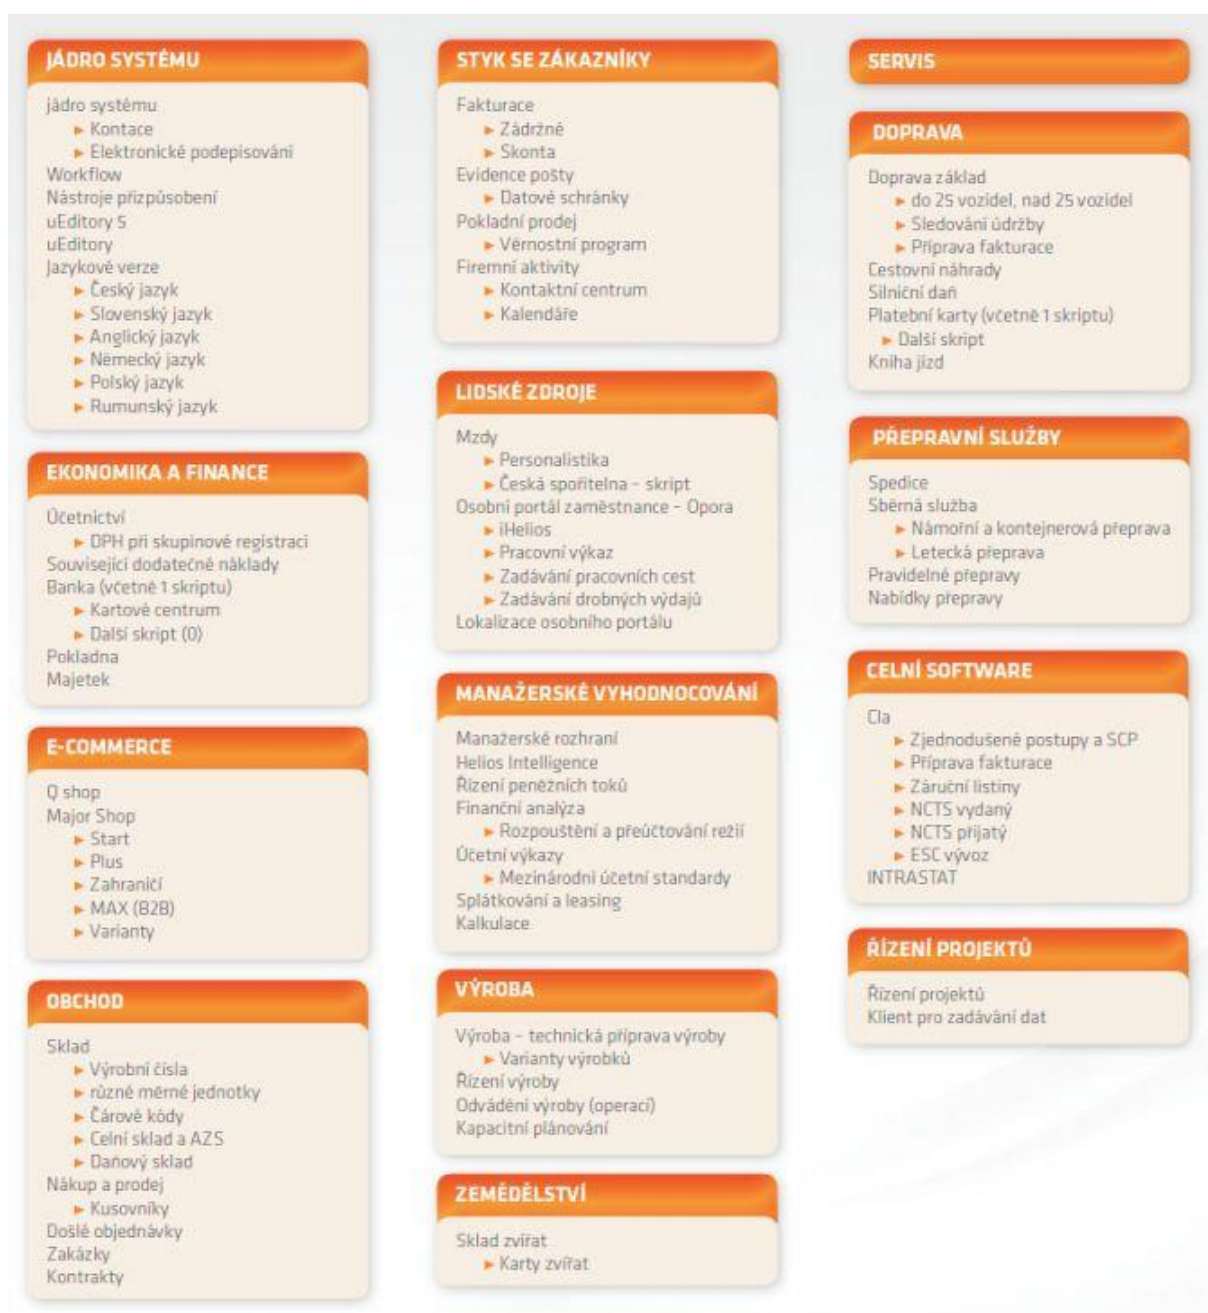 JÁDRO SYSTÉMU
jádro systému
► Kontace
► Elektronické podepisování
Workflow
Nástroje přizpůsobení
uEditory S
uEditory
Jazykové verze
► Český jazyk
► Slovenský jazyk
► Anglický jazyk
► Německý jazyk
► Polský jazyk
► Rumunský jazyk
EKONOMIKA A FINANCE
Účetnictví
► DPH při skupinové registraci
Související dodatečné náklady
Banka (včetně 1 skriptu)
► Kartové centrum
► Další skript (0)
Pokladna
Majetek
E-COMMERCE
Q shop
Major Shop
► Start
► Plus
► Zahraničí
► MAX (B2B)
► Varianty
OBCHOD
Sklad
► Výrobní čísla
► různé měrné jednotky
► Čárové kódy
► Celní sklad a AZS
► Daňový sklad
Nákup a prodej
► Kusovníky
Došlé objednávky
Zakázky
Kontrakty
STYK SE ZÁKAZNÍKY
Fakturace
► Zádržné
► Skonta
Evidence pošty
► Datové schránky
Pokladní prodej
► Věrnostní program
Firemní aktivity
► Kontaktní centrum
► Kalendáře
LIDSKÉ ZDROJE
Mzdy
► Personalistika
► Česká spořitelna – skript
Osobní portál zaměstnance – Opora
► iHelios
► Pracovní výkaz
► Zadávání pracovních cest
► Zadávání drobných výdajů
Lokalizace osobního portálu
MANAŽERSKÉ VYHODNOCOVÁNÍ
Manažerské rozhraní
Helios Intelligence
Řízení peněžních toků
Finanční analýza
► Rozpouštění a přeúčtování režií
Účetní výkazy
► Mezinárodní účetní standardy
Splátkování a leasing
Kalkulace
VÝROBA
Výroba – technická příprava výroby
► Varianty výrobků
Řízení výroby
Odvádění výroby (operací)
Kapacitní plánování
ZEMĚDĚLSTVÍ
Sklad zvířat
► Karty zvířat
SERVIS
DOPRAVA
Doprava základ
► do 25 vozidel, nad 25 vozidel
► Sledování údržby
► Příprava fakturace
Cestovní náhrady
Silniční daň
Platební karty (včetně 1 skriptu)
► Další skript
Kniha jízd
PŘEPRAVNÍ SLUŽBY
Spedice
Sběrná služba
► Námořní a kontejnerová přeprava
► Letecká přeprava
Pravidelné přepravy
Nabídky přepravy
CELNÍ SOFTWARE
Cla
► Zjednodušené postupy a SCP
► Příprava fakturace
► Záruční listiny
► NCTS vydaný
► NCTS přijatý
► ESC vývoz
INTRASTAT
ŘÍZENÍ PROJEKTŮ
Řízení projektů
Klient pro zadávání dat